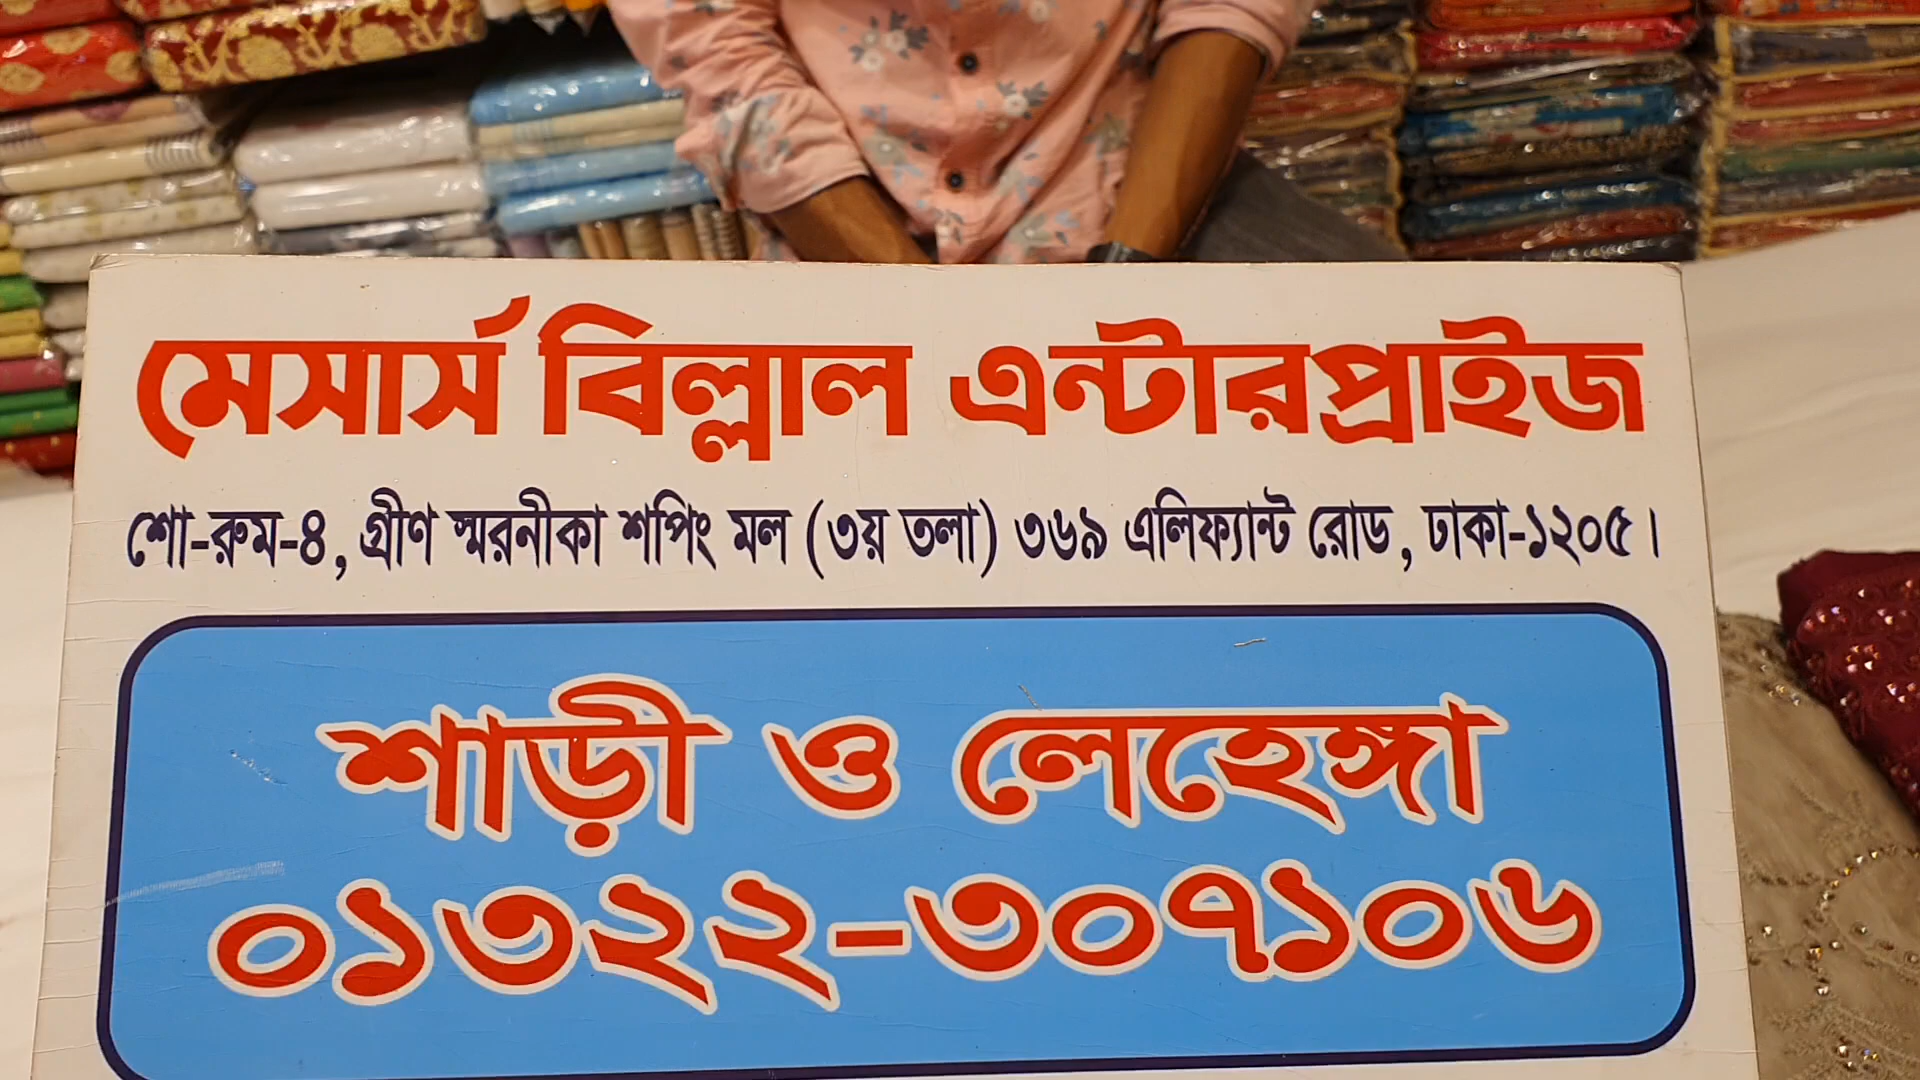 মেসার্স বিল্লাল এন্টারপ্রাইজ
শো-রুম-৪, গ্রীণ স্মরনীকা শপিং মল (৩য় তলা) ৩৬৯ এলিফ্যান্ট রোড, ঢাকা-১২০৫।
শাড়ী ও লেহেঙ্গা
০১৩২২-৩০৭১০৬